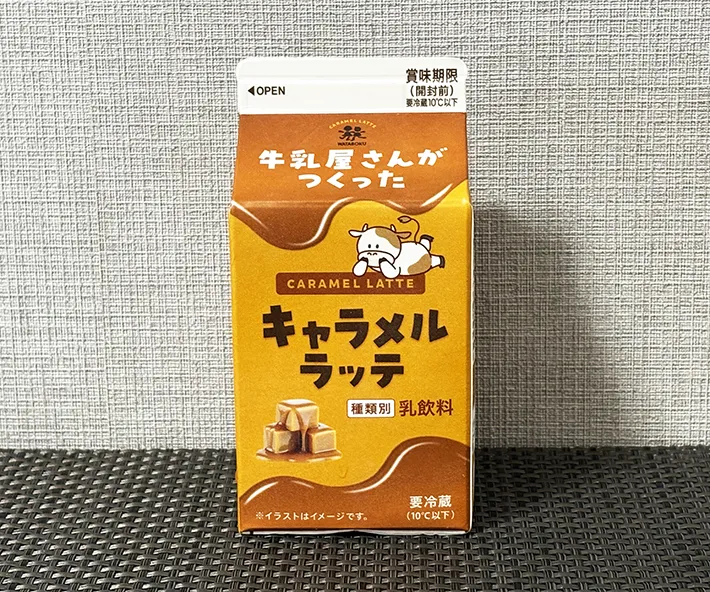 ◀OPEN
賞味期限
(開封前)
要冷蔵10℃以下
CARAMEL LATTE
WATABOKU
牛乳屋さんが
つくった
CARAMEL LATTE
キャラメル
ラッテ
種類別 乳飲料
要冷蔵
(10℃以下)
※イラストはイメージです。